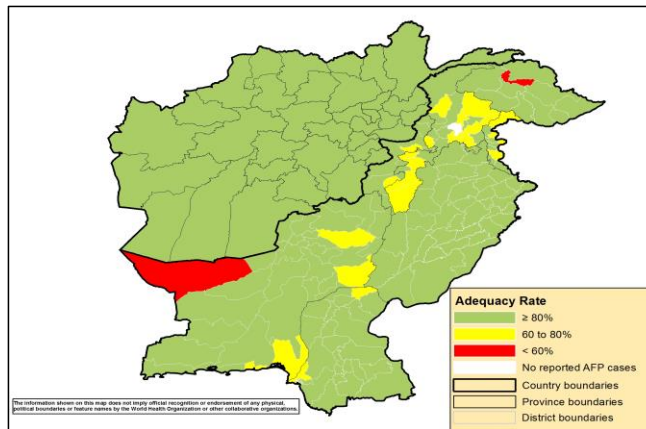 Adequacy Rate
≥ 80%
60 to 80%
< 60%
No reported AFP cases
Country boundaries
Province boundaries
District boundaries
The information shown on this map does not imply official recognition or endorsement of any physical,
political boundaries or feature names by the World Health Organization or other collaborative organizations.